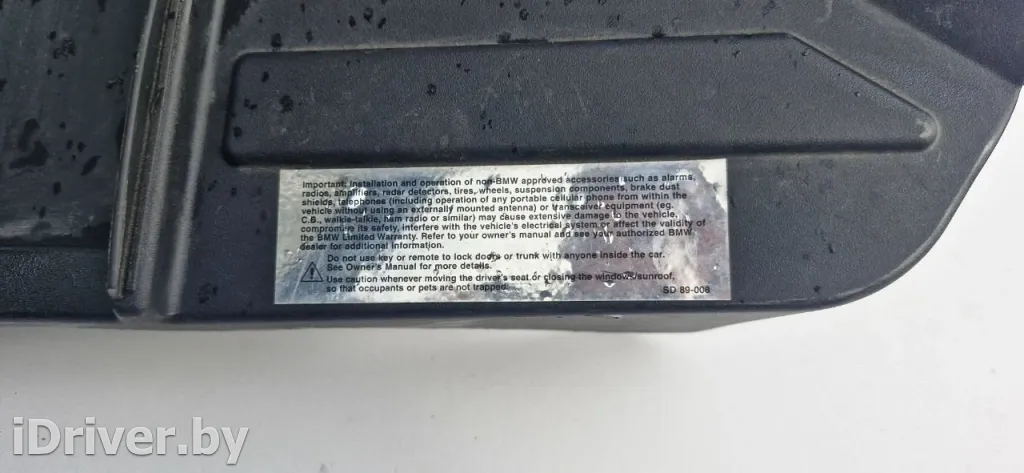 Important: Installation and operation of non-BMW approved accessories such as alarms,
radios, amplifiers, radar detectors, tires, wheels, suspension components, brake dust
shields, telephones (including operation of any portable cellular phone from within the
vehicle without using an externally mounted antenna) or transceiver equipment (eg.
C.B., walkie-talkie, ham radio or similar) may cause extensive damage to the vehicle,
compromise its safety, interfere with the vehicle's electrical system or affect the validity of
the BMW Limited Warranty. Refer to your owner's manual and see your authorized BMW
dealer for additional information.
Do not use key or remote to lock doors or trunk with anyone inside the car.
See Owner's Manual for more details.
Use caution whenever moving the driver's seat or closing the windows/sunroof,
so that occupants or pets are not trapped.
SD 89-008
iDriver.by